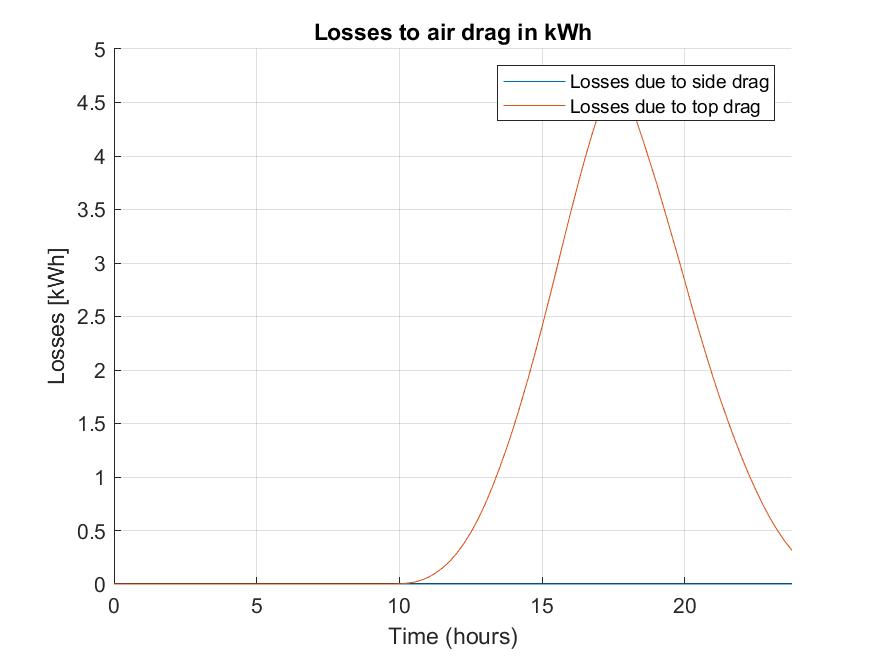 Losses to air drag in kWh
5
4.5
4
3.5
3
2.5
2
1.5
1
0.5
0
Losses [kWh]
Losses due to side drag
Losses due to top drag
0 5 10 15 20
Time (hours)